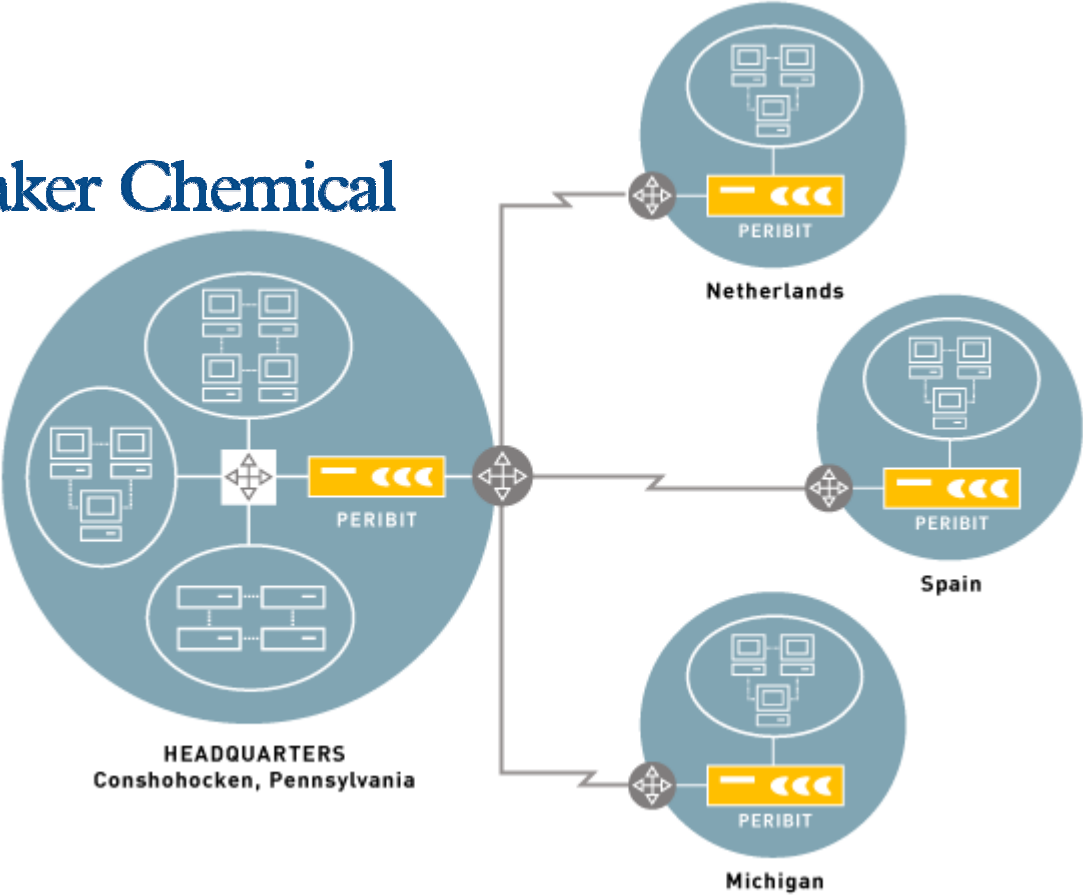 aker Chemical
PERIBIT
Netherlands
PERIBIT
PERIBIT
Spain
HEADQUARTERS
Conshohocken, Pennsylvania
PERIBIT
Michigan